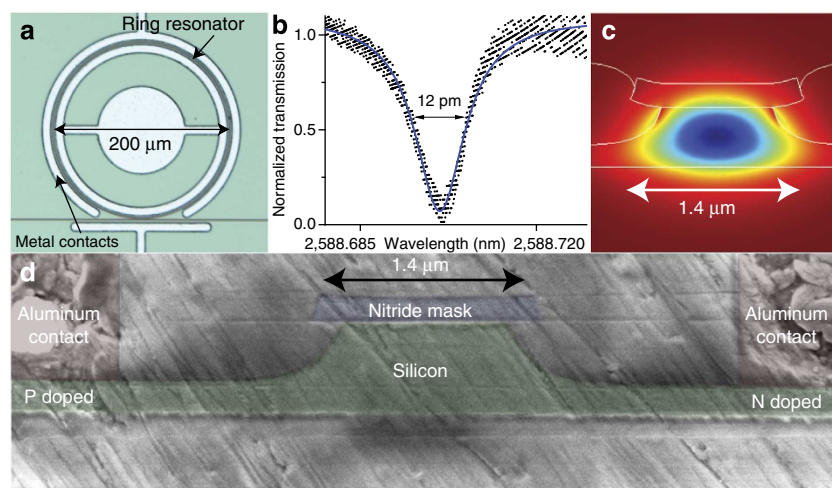 a
Ring resonator
200 μm
Metal contacts
b
Normalized transmission
1.0
0.5
0.0
12 pm
2,588.685 Wavelength (nm) 2,588.720
c
1.4 μm
d
1.4 μm
Aluminum
contact
Nitride mask
Aluminum
contact
Silicon
P doped
N doped